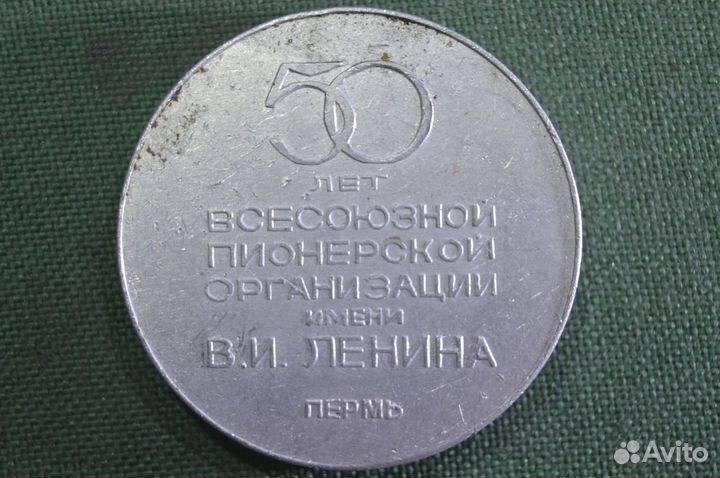 50
ЛЕТ
ВСЕСОЮЗНОЙ
ПИОНЕРСКОЙ
ОРГАНИЗАЦИИ
ИМЕНИ
В.И. ЛЕНИНА
ПЕРМЬ
Avito